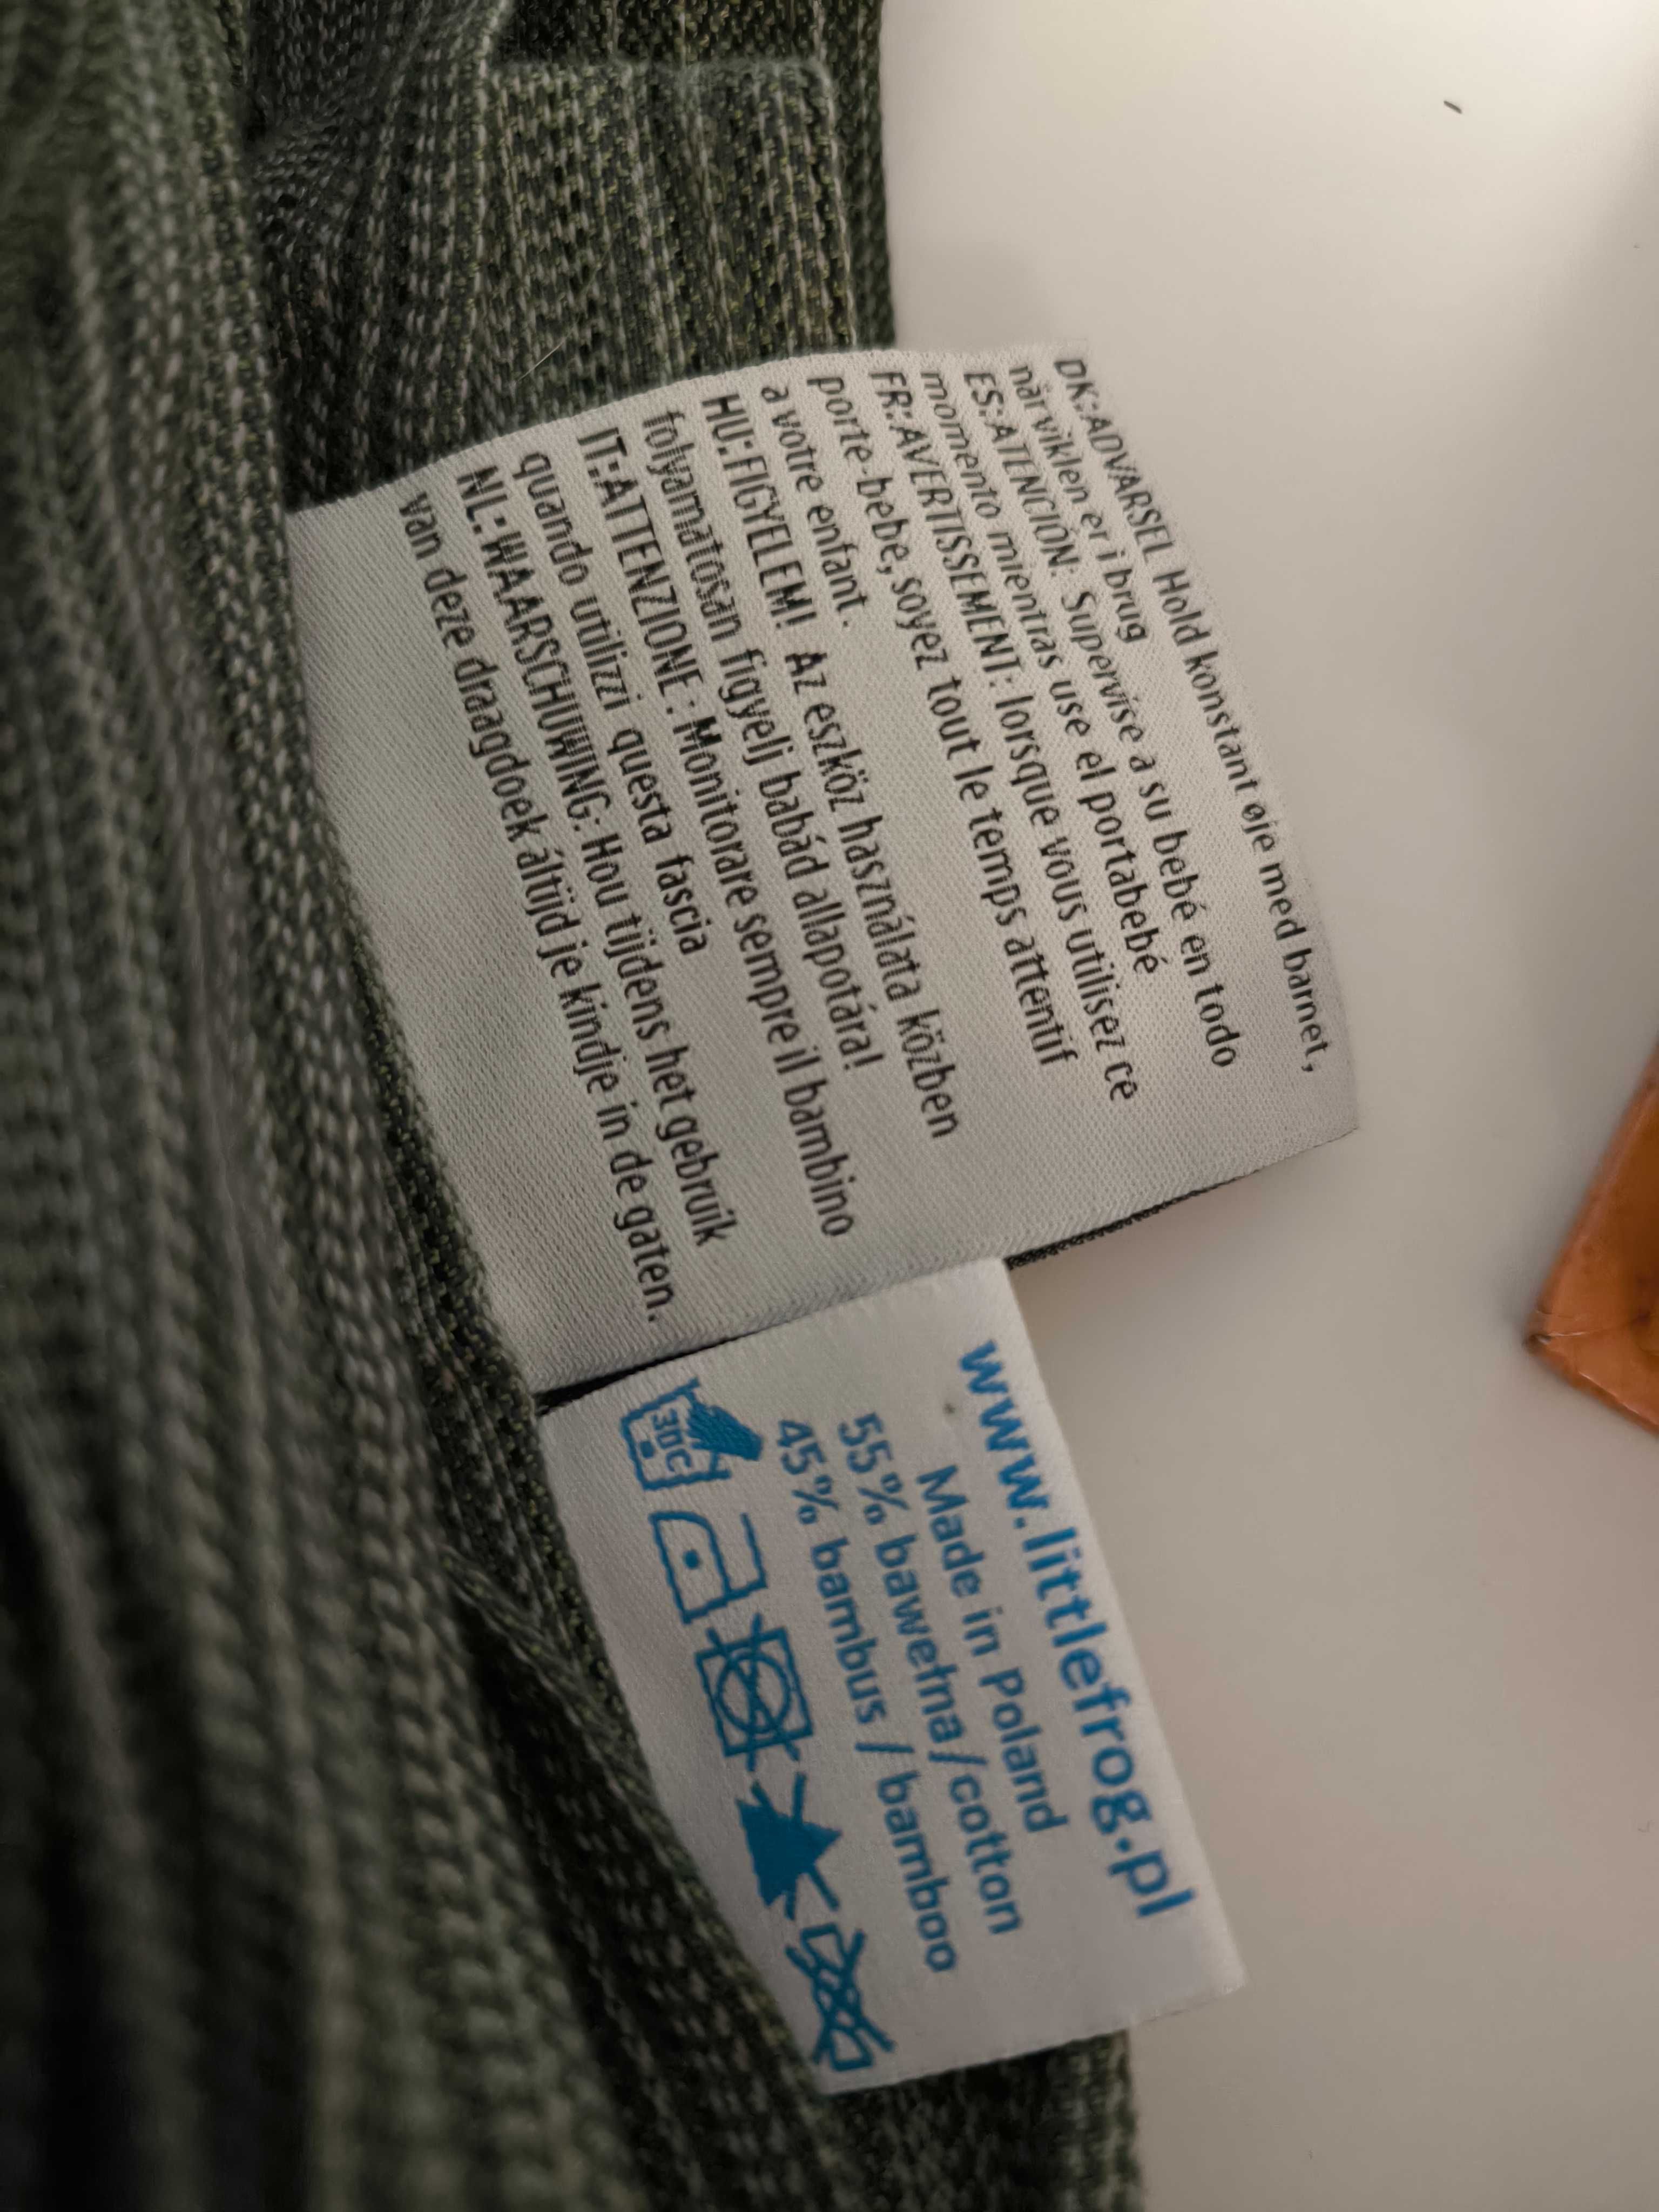 DK:ADVARSEL Hold konstant øje med barnet,
når viklen er i brug
ES:ATENCIÓN: Supervise a su bebé en todo
momento mientras use el portabebé
FR:AVERTISSEMENT: lorsque vous utilisez ce
porte-bebe, soyez tout le temps attentif
a votre enfant.
HU:FIGYELEM! Az eszköz használata közben
folyamatosan figyelj babád allapotára!
IT:ATTENZIONE: Monitorare sempre il bambino
quando utilizzi questa fascia
NL:WAARSCHUWING: Hou tijdens het gebruik
van deze draagdoek áltijd je kindje in de gaten.
www.littlefrog.pl
Made in Poland
55% bawełna/cotton
45% bambus / bamboo
30C